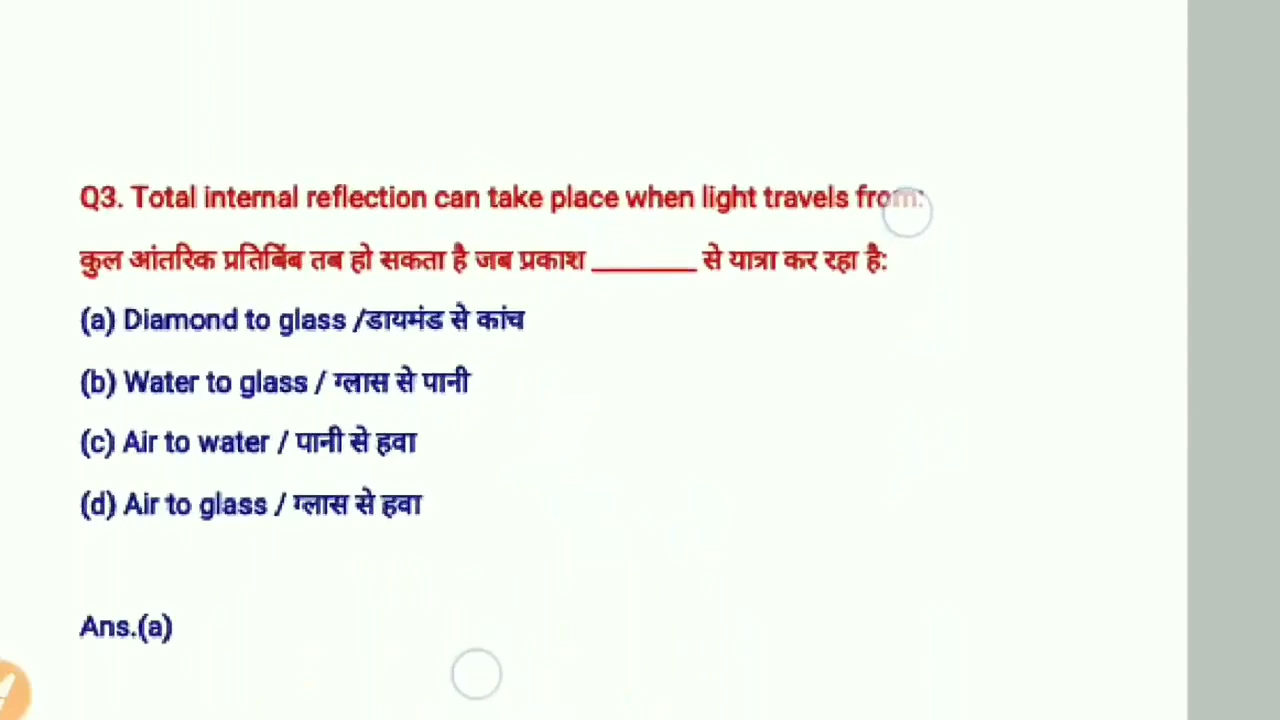 Q3. Total internal reflection can take place when light travels from:
कुल आंतरिक प्रतिबिंब तब हो सकता है जब प्रकाश ________ से यात्रा कर रहा है:
(a) Diamond to glass /डायमंड से कांच
(b) Water to glass / ग्लास से पानी
(c) Air to water / पानी से हवा
(d) Air to glass / ग्लास से हवा
Ans.(a)